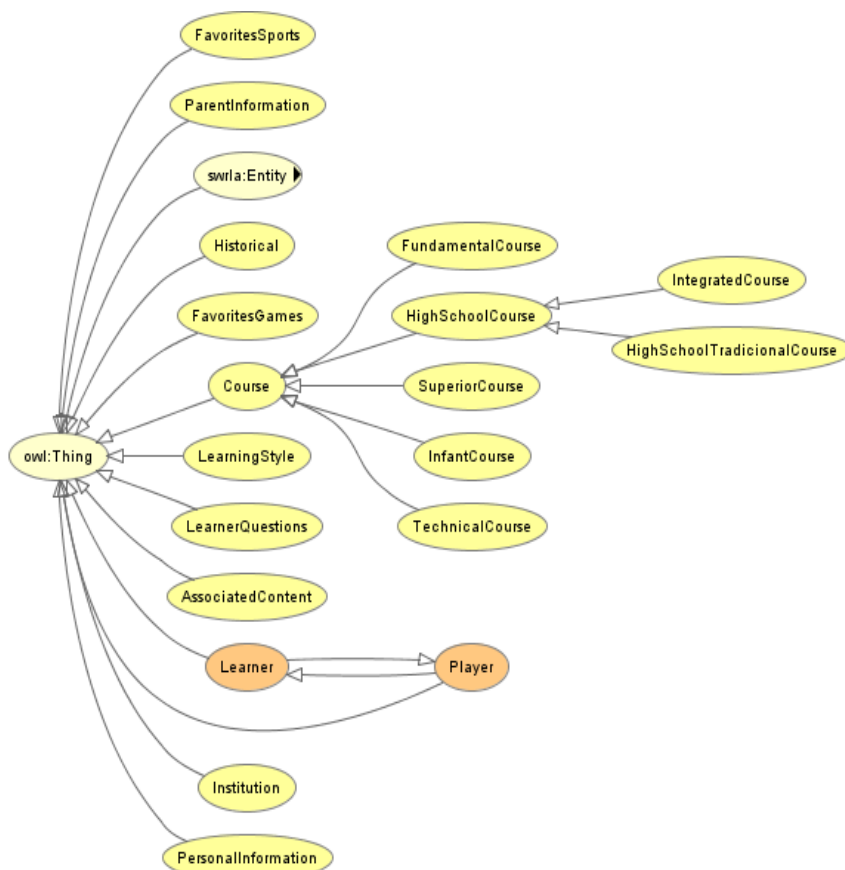 FavoritesSports
ParentInformation
swrla:Entity
Historical
FundamentalCourse
IntegratedCourse
FavoritesGames
HighSchoolCourse
HighSchoolTradicionalCourse
Course
SuperiorCourse
owl:Thing
LearningStyle
InfantCourse
LearnerQuestions
TechnicalCourse
AssociatedContent
Learner
Player
Institution
PersonalInformation